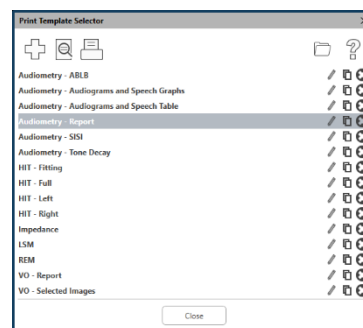 Print Template Selector
Audiometry - ABLB
Audiometry - Audiograms and Speech Graphs
Audiometry - Audiograms and Speech Table
Audiometry - Report
Audiometry - SISI
Audiometry - Tone Decay
HIT - Fitting
HIT - Full
HIT - Left
HIT - Right
Impedance
LSM
REM
VO - Report
VO - Selected Images
Close